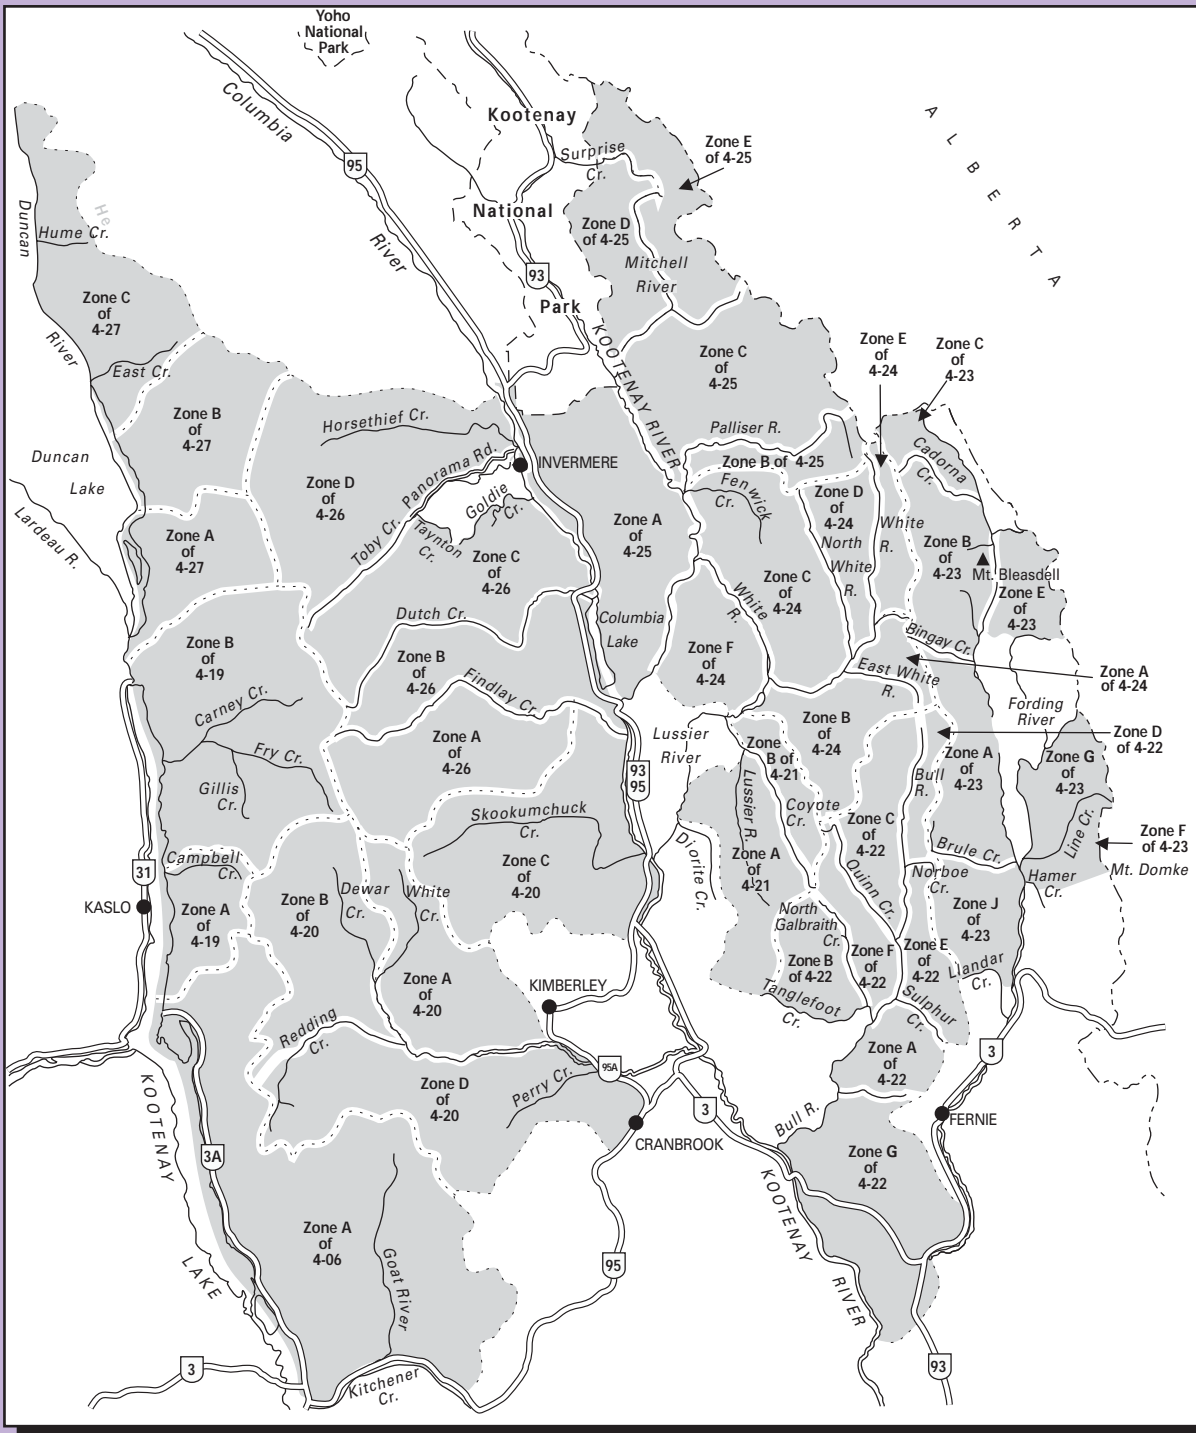 Yoho
National
Park
Columbia
River
95
Kootenay
National
Park
93
Surprise
Cr.
Zone E
of 4-25
ALBERTA
Zone D
of 4-25
Mitchell
River
KOOTENAY RIVER
Duncan
River
Hume Cr.
He
Zone C
of
4-27
East Cr.
Zone B
of
4-27
Duncan
Lake
Lardeau R.
Zone A
of
4-27
Horsethief Cr.
Panorama Rd.
INVERMERE
Zone D
of
4-26
Toby Cr.
Taynton
Cr.
Goldie
Cr.
Zone C
of
4-26
Zone A
of
4-25
Zone C
of
4-25
Palliser R.
Zone B of 4-25
Fenwick
Cr.
Zone E
of
4-24
Zone C
of
4-23
Cadorna
Cr.
Zone D
of
4-24
White
R.
North
White
R.
Zone B
of
4-23
Mt. Bleasdell
Zone E
of
4-23
Zone C
of
4-24
White
R.
Bingay Cr.
East White
R.
Zone A
of 4-24
Dutch Cr.
Columbia
Lake
Zone B
of
4-26
Findlay Cr.
Zone F
of
4-24
Zone B
of
4-19
Carney Cr.
Fry Cr.
Gillis
Cr.
Zone A
of
4-26
Lussier
River
Zone B
of
4-24
Zone
B of
4-21
Fording
River
Zone D
of 4-22
Bull
R.
Zone A
of
4-23
Zone G
of
4-23
93
95
Skookumchuck
Cr.
Lussier R.
Coyote
Cr.
Zone C
of
4-22
Line Cr.
Zone F
of 4-23
Mt. Domke
Diorite Cr.
Zone A
of
4-21
Quinn Cr.
Brule Cr.
Norboe
Cr.
Hamer
Cr.
31
KASLO
Campbell
Cr.
Zone A
of
4-19
Zone B
of
4-20
Dewar
Cr.
White
Cr.
Zone C
of
4-20
Zone J
of
4-23
North
Galbraith
Cr.
Zone B
of 4-22
Zone F
of
4-22
Zone E
of
4-22
Llandar
Cr.
Zone A
of
4-20
KIMBERLEY
Tanglefoot
Cr.
Sulphur
Cr.
Redding
Cr.
3
Zone A
of
4-22
Zone D
of
4-20
Perry Cr.
95A
3
Bull R.
FERNIE
CRANBROOK
KOOTENAY
LAKE
3A
Zone G
of
4-22
KOOTENAY
RIVER
Zone A
of
4-06
Goat River
95
3
Kitchener
Cr.
93